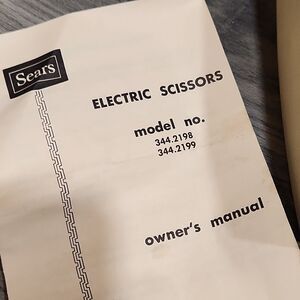 Sears
ELECTRIC SCISSORS
model no.
344.2198
344.2199
owner's manual